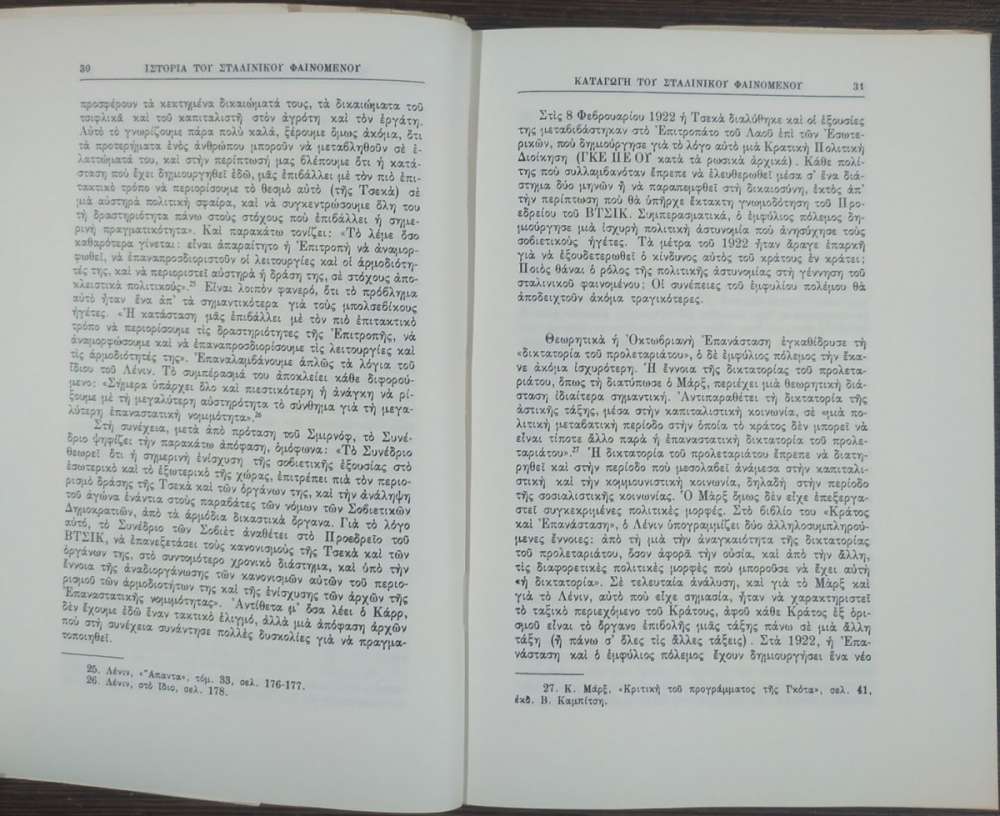 30 ΙΣΤΟΡΙΑ ΤΟΥ ΣΤΑΛΙΝΙΚΟΥ ΦΑΙΝΟΜΕΝΟΥ
προσφέρουν τὰ κεκτημένα δικαιώματά τους, τὰ δικαιώματα τοῦ
τσιφλικᾶ καὶ τοῦ καπιταλιστῆ στὸν ἀγρότη καὶ τὸν ἐργάτη.
Αὐτὸ τὸ γνωρίζουμε πάρα πολὺ καλά, ξέρουμε ὅμως ἀκόμια, ὅτι
τὰ προτερήματα ἑνὸς ἀνθρώπου μποροῦν νὰ μεταβληθοῦν σὲ ἐ-
λαττώματά του, καὶ στὴν περίπτωσή μας βλέπουμε ὅτι ἡ κατά-
σταση ποὺ ἔχει δημιουργηθεῖ ἐδῶ, μᾶς ἐπιβάλλει μὲ τὸν πιὸ ἐπι-
τακτικὸ τρόπο νὰ περιορίσουμε τὸ θεσμὸ αὐτὸ (τῆς Τσεκὰ) σὲ
μιὰ αὐστηρὰ πολιτικὴ σφαίρα, καὶ νὰ συγκεντρώσουμε ὅλη του
τὴ δραστηριότητα πάνω στοὺς στόχους ποὺ ἐπιβάλλει ἡ σημε-
ρινὴ πραγματικότητα». Καὶ παρακάτω τονίζει: «Τὸ λέμε ὅσο
καθαρότερα γίνεται: εἶναι ἀπαραίτητο ἡ Ἐπιτροπὴ νὰ ἀναμορ-
φωθεῖ, νὰ ἐπαναπροσδιοριστοῦν οἱ λειτουργίες καὶ οἱ ἁρμοδιότη-
τές της, καὶ νὰ περιοριστεῖ αὐστηρὰ ἡ δράση της, σὲ στόχους ἀπο-
κλειστικὰ πολιτικούς».²⁵ Εἶναι λοιπὸν φανερό, ὅτι τὸ πρόβλημα
αὐτὸ ἦταν ἕνα ἀπ' τὰ σημαντικότερα γιὰ τοὺς μπολσεβίκους
ἡγέτες. «Ἡ κατάσταση μᾶς ἐπιβάλλει μὲ τὸν πιὸ ἐπιτακτικὸ
τρόπο νὰ περιορίσουμε τὶς δραστηριότητες τῆς Ἐπιτροπῆς, νὰ
ἀναμορφώσουμε καὶ νὰ ἐπαναπροσδιορίσουμε τὶς λειτουργίες καὶ
τὶς ἁρμοδιότητές της». Ἐπαναλαμβάνουμε ἁπλῶς τὰ λόγια τοῦ
ἴδιου τοῦ Λένιν. Τὸ συμπέρασμά του ἀποκλείει κάθε διφορού-
μενο: «Σήμερα ὑπάρχει ὅλο καὶ πιεστικότερη ἡ ἀνάγκη νὰ ρί-
ξουμε μὲ τὴ μεγαλύτερη αὐστηρότητα τὸ σύνθημα γιὰ τὴ μεγα-
λύτερη ἐπαναστατικὴ νομιμότητα».²⁶
Στὴ συνέχεια, μετὰ ἀπὸ πρόταση τοῦ Σμιρνόφ, τὸ Συνέ-
δριο ψηφίζει τὴν παρακάτω ἀπόφαση, ὁμόφωνα: «Τὸ Συνέδριο
θεωρεῖ ὅτι ἡ σημερινὴ ἐνίσχυση τῆς σοβιετικῆς ἐξουσίας στὸ
ἐσωτερικὸ καὶ τὸ ἐξωτερικὸ τῆς χώρας, ἐπιτρέπει πιὰ τὸν περιο-
ρισμὸ δράσης τῆς Τσεκὰ καὶ τῶν ὀργάνων της, καὶ τὴν ἀνάληψη
τοῦ ἀγώνα ἐνάντια στοὺς παραβάτες τῶν νόμων τῶν Σοβιετικῶν
Δημοκρατιῶν, ἀπὸ τὰ ἁρμόδια δικαστικὰ ὄργανα. Γιὰ τὸ λόγο
αὐτό, τὸ Συνέδριο τῶν Σοβιὲτ ἀναθέτει στὸ Προεδρεῖο τοῦ
ΒΤΣΙΚ, νὰ ἐπανεξετάσει τοὺς κανονισμοὺς τῆς Τσεκὰ καὶ τῶν
ὀργάνων της, στὸ συντομότερο χρονικὸ διάστημα, καὶ ὑπὸ τὴν
ἔννοια τῆς ἀναδιοργάνωσης τῶν κανονισμῶν αὐτῶν τοῦ περιο-
ρισμοῦ τῶν ἁρμοδιοτήτων της καὶ τῆς ἐνίσχυσης τῶν ἀρχῶν τῆς
Ἐπαναστατικῆς νομιμότητας». Ἀντίθετα μ' ὅσα λέει ὁ Κάρρ,
δὲν ἔχουμε ἐδῶ ἕναν τακτικὸ ἑλιγμό, ἀλλὰ μιὰ ἀπόφαση ἀρχῶν
ποὺ στὴ συνέχεια συνάντησε πολλὲς δυσκολίες γιὰ νὰ πραγμα-
τοποιηθεῖ.
25. Λένιν, «Ἅπαντα», τόμ. 33, σελ. 176-177.
26. Λένιν, στὸ ἴδιο, σελ. 178.
ΚΑΤΑΓΩΓΗ ΤΟΥ ΣΤΑΛΙΝΙΚΟΥ ΦΑΙΝΟΜΕΝΟΥ 31
Στὶς 8 Φεβρουαρίου 1922 ἡ Τσεκὰ διαλύθηκε καὶ οἱ ἐξουσίες
της μεταβιβάστηκαν στὸ Ἐπιτροπάτο τοῦ Λαοῦ ἐπὶ τῶν Ἐσωτε-
ρικῶν, ποὺ δημιούργησε γιὰ τὸ λόγο αὐτὸ μιὰ Κρατικὴ Πολιτικὴ
Διοίκηση (ΓΚΕ ΠΕ ΟΥ κατὰ τὰ ρωσικὰ ἀρχικά). Κάθε πολί-
της ποὺ συλλαμβανόταν ἔπρεπε νὰ ἐλευθερωθεῖ μέσα σ' ἕνα διά-
στημα δύο μηνῶν ἢ νὰ παραπεμφθεῖ στὴ δικαιοσύνη, ἐκτὸς ἀπ'
τὴν περίπτωση ποὺ θὰ ὑπῆρχε ἔκτακτη γνωμοδότηση τοῦ Προ-
εδρείου τοῦ ΒΤΣΙΚ. Συμπερασματικά, ὁ ἐμφύλιος πόλεμος δη-
μιούργησε μιὰ ἰσχυρὴ πολιτικὴ ἀστυνομία ποὺ ἀνησύχησε τοὺς
σοβιετικοὺς ἡγέτες. Τὰ μέτρα τοῦ 1922 ἦταν ἄραγε ἐπαρκῆ
γιὰ νὰ ἐξουδετερωθεῖ ὁ κίνδυνος αὐτὸς τοῦ κράτους ἐν κράτει;
Ποιὸς θἆναι ὁ ρόλος τῆς πολιτικῆς ἀστυνομίας στὴ γέννηση τοῦ
σταλινικοῦ φαινομένου; Οἱ συνέπειες τοῦ ἐμφυλίου πολέμου θὰ
ἀποδειχτοῦν ἀκόμα τραγικότερες.
Θεωρητικὰ ἡ Ὀκτωβριανὴ Ἐπανάσταση ἐγκαθίδρυσε τὴ
«δικτατορία τοῦ προλεταριάτου», ὁ δὲ ἐμφύλιος πόλεμος τὴν ἔκα-
νε ἀκόμα ἰσχυρότερη. Ἡ ἔννοια τῆς δικτατορίας τοῦ προλετα-
ριάτου, ὅπως τὴ διατύπωσε ὁ Μάρξ, περιέχει μιὰ θεωρητικὴ διά-
σταση ἰδιαίτερα σημαντική. Ἀντιπαραθέτει τὴ δικτατορία τῆς
ἀστικῆς τάξης, μέσα στὴν καπιταλιστικὴ κοινωνία, σὲ «μιὰ πο-
λιτικὴ μεταβατικὴ περίοδο στὴν ὁποία τὸ κράτος δὲν μπορεῖ νὰ
εἶναι τίποτε ἄλλο παρὰ ἡ ἐπαναστατικὴ δικτατορία τοῦ προλε-
ταριάτου».²⁷ Ἡ δικτατορία τοῦ προλεταριάτου ἔπρεπε νὰ διατη-
ρηθεῖ καὶ στὴν περίοδο ποὺ μεσολαβεῖ ἀνάμεσα στὴν καπιταλι-
στικὴ καὶ τὴν κομμουνιστικὴ κοινωνία, δηλαδὴ στὴν περίοδο
τῆς σοσιαλιστικῆς κοινωνίας. Ὁ Μὰρξ ὅμως δὲν εἶχε ἐπεξεργα-
στεῖ συγκεκριμένες πολιτικὲς μορφές. Στὸ βιβλίο του «Κράτος
καὶ Ἐπανάσταση», ὁ Λένιν ὑπογραμμίζει δύο ἀλληλοσυμπληρού-
μενες ἔννοιες: ἀπὸ τὴ μιὰ τὴν ἀναγκαιότητα τῆς δικτατορίας
τοῦ προλεταριάτου, ὅσον ἀφορᾶ τὴν οὐσία, καὶ ἀπὸ τὴν ἄλλη,
τὶς διαφορετικὲς πολιτικὲς μορφὲς ποὺ μποροῦσε νὰ ἔχει αὐτὴ
«ἡ δικτατορία». Σὲ τελευταία ἀνάλυση, καὶ γιὰ τὸ Μὰρξ καὶ
γιὰ τὸ Λένιν, αὐτὸ ποὺ εἶχε σημασία, ἦταν νὰ χαρακτηριστεῖ
τὸ ταξικὸ περιεχόμενο τοῦ Κράτους, ἀφοῦ κάθε Κράτος ἐξ ὁρι-
σμοῦ εἶναι τὸ ὄργανο ἐπιβολῆς μιᾶς τάξης πάνω σὲ μιὰ ἄλλη
τάξη (ἢ πάνω σ' ὅλες τὶς ἄλλες τάξεις). Στὰ 1922, ἡ Ἐπα-
νάσταση καὶ ὁ ἐμφύλιος πόλεμος ἔχουν δημιουργήσει ἕνα νέο
27. Κ. Μάρξ, «Κριτικὴ τοῦ προγράμματος τῆς Γκότα», σελ. 41,
ἐκδ. Β. Καμπίτση.